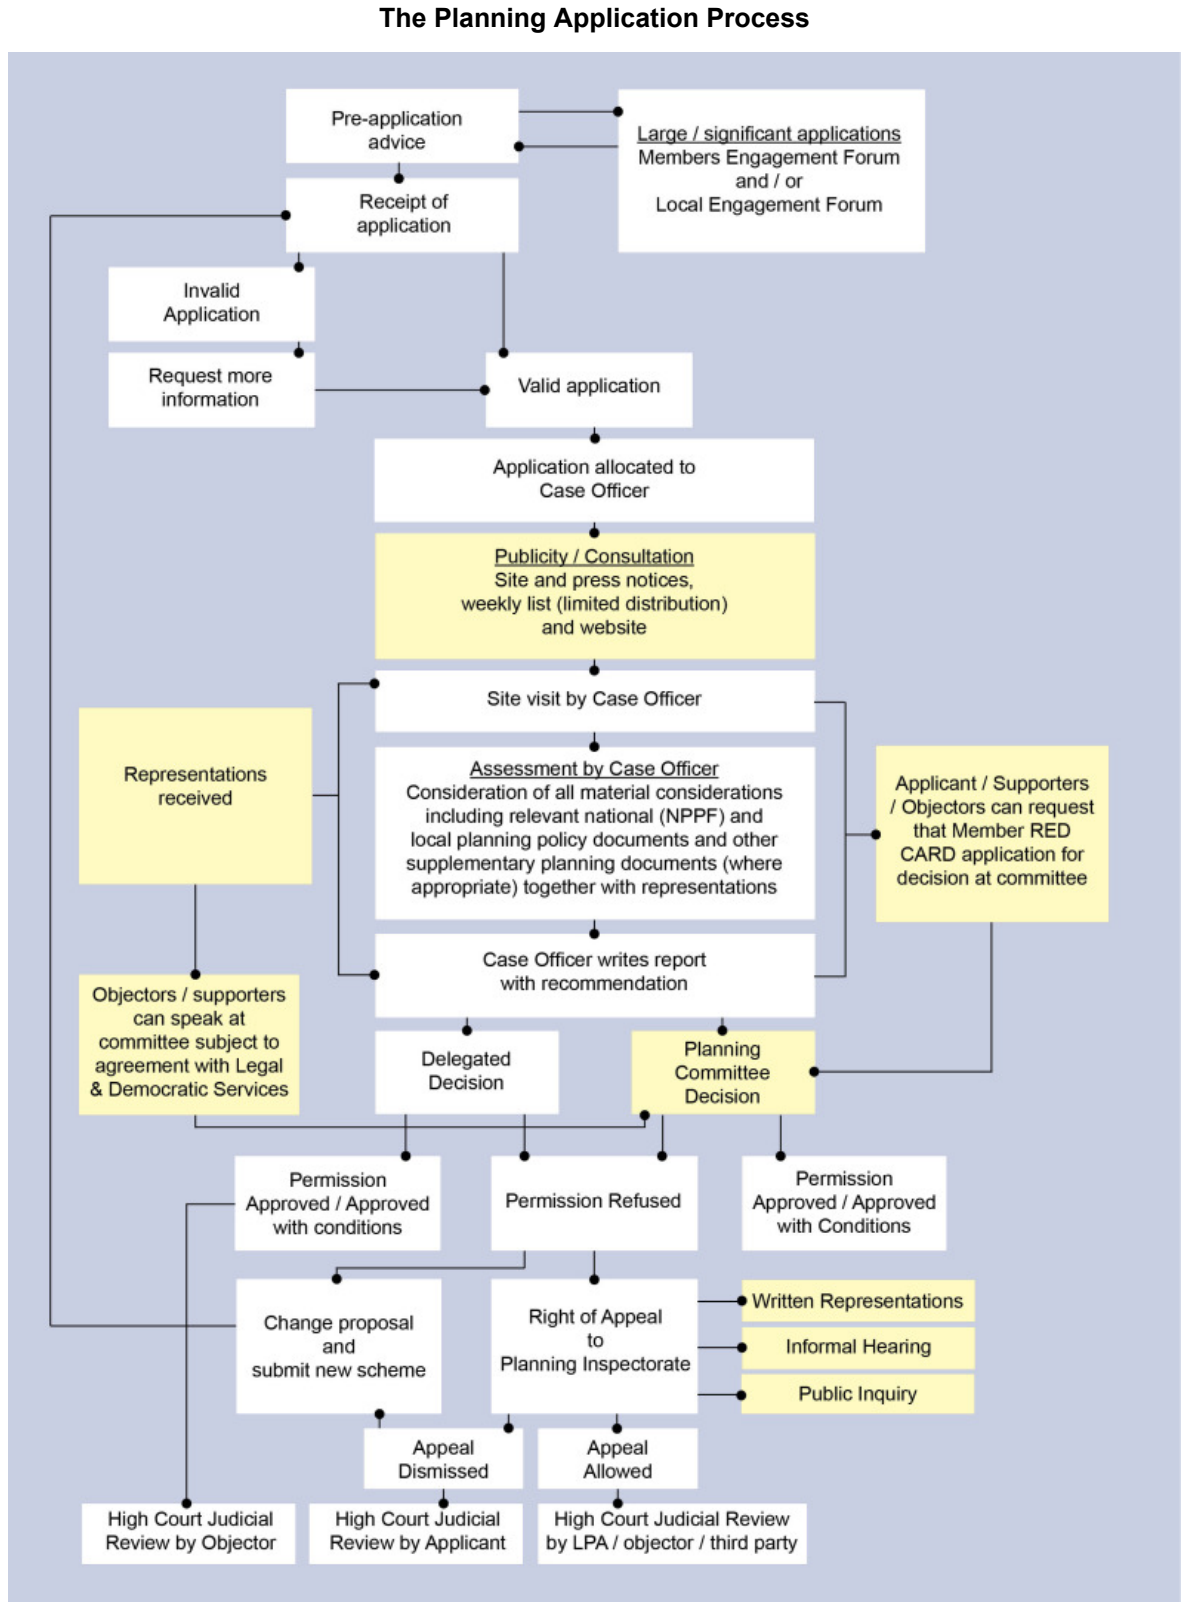 The Planning Application Process
Pre-application
advice
Large / significant applications
Members Engagement Forum
and / or
Local Engagement Forum
Receipt of
application
Invalid
Application
Request more
information
Valid application
Application allocated to
Case Officer
Publicity / Consultation
Site and press notices,
weekly list (limited distribution)
and website
Site visit by Case Officer
Representations
received
Assessment by Case Officer
Consideration of all material considerations
including relevant national (NPPF) and
local planning policy documents and other
supplementary planning documents (where
appropriate) together with representations
Applicant / Supporters
/ Objectors can request
that Member RED
CARD application for
decision at committee
Case Officer writes report
with recommendation
Objectors / supporters
can speak at
committee subject to
agreement with Legal
& Democratic Services
Delegated
Decision
Planning
Committee
Decision
Permission
Approved / Approved
with conditions
Permission Refused
Permission
Approved / Approved
with Conditions
Change proposal
and
submit new scheme
Right of Appeal
to
Planning Inspectorate
Written Representations
Informal Hearing
Public Inquiry
Appeal
Dismissed
Appeal
Allowed
High Court Judicial
Review by Objector
High Court Judicial
Review by Applicant
High Court Judicial Review
by LPA / objector / third party